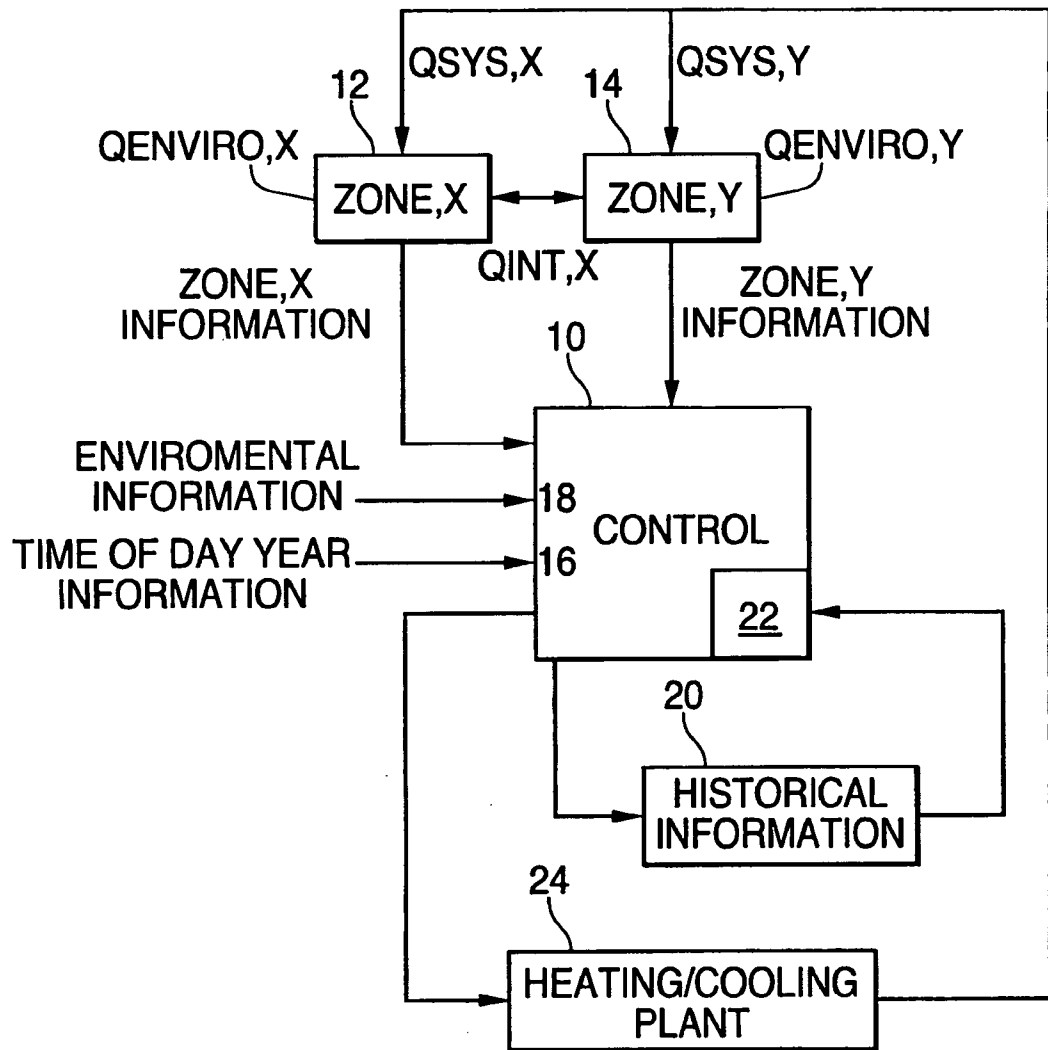 QSYS,X
QSYS,Y
12
14
QENVIRO,X
QENVIRO,Y
ZONE,X
ZONE,Y
QINT,X
ZONE,X
INFORMATION
ZONE,Y
INFORMATION
10
ENVIROMENTAL
INFORMATION
18
CONTROL
TIME OF DAY YEAR
INFORMATION
16
22
20
HISTORICAL
INFORMATION
24
HEATING/COOLING
PLANT